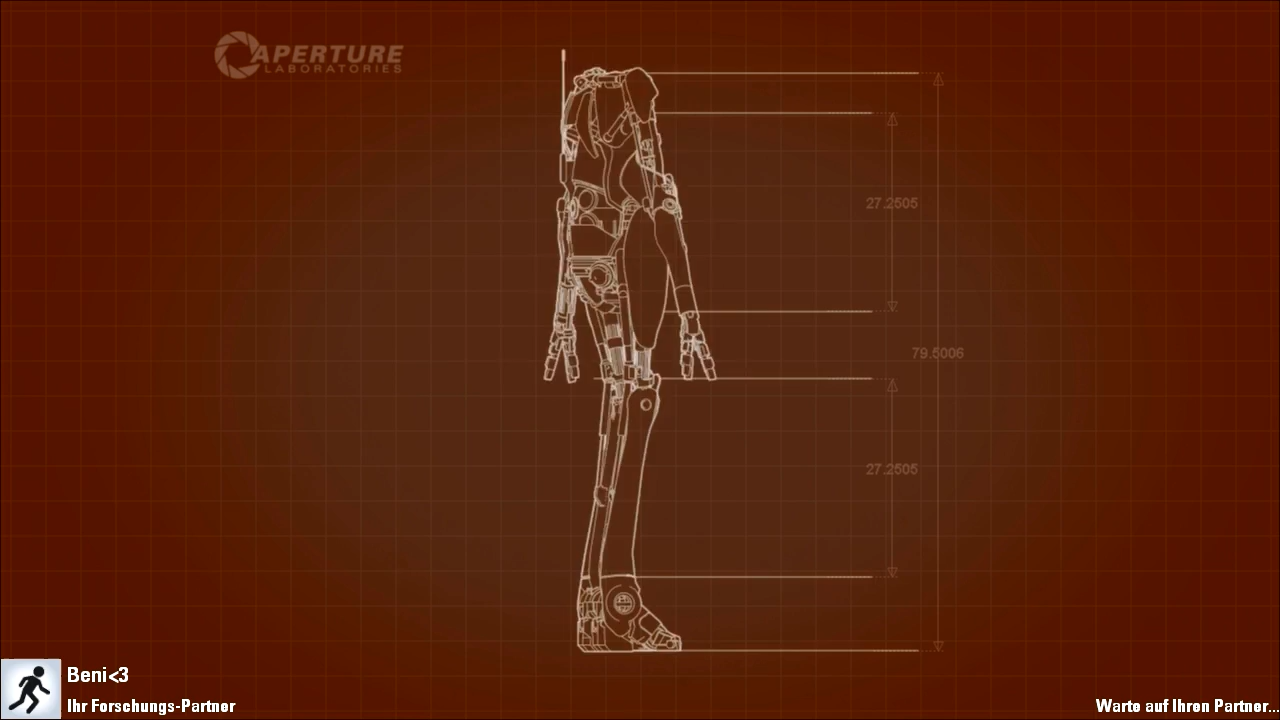 APERTURE
LABORATORIES
27.2505
79.5006
27.2505
Beni<3
Ihr Forschungs-Partner
Warte auf Ihren Partner...